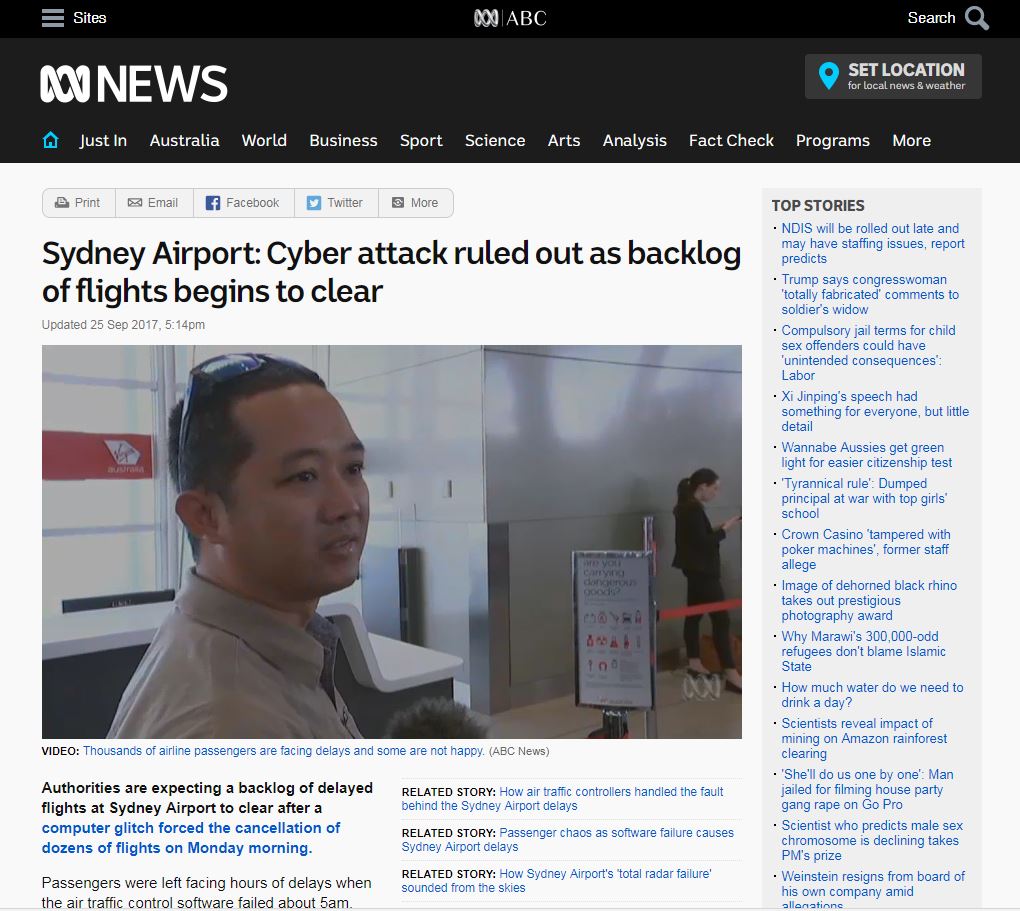 Sites
ABC
Search
NEWS
SET LOCATION
for local news & weather
Just In Australia World Business Sport Science Arts Analysis Fact Check Programs More
Print Email Facebook Twitter More
Sydney Airport: Cyber attack ruled out as backlog
of flights begins to clear
Updated 25 Sep 2017, 5:14pm
australia
are you
carrying
dangerous
goods?
VIDEO: Thousands of airline passengers are facing delays and some are not happy. (ABC News)
Authorities are expecting a backlog of delayed
flights at Sydney Airport to clear after a
computer glitch forced the cancellation of
dozens of flights on Monday morning.
Passengers were left facing hours of delays when
the air traffic control software failed about 5am.
RELATED STORY: How air traffic controllers handled the fault
behind the Sydney Airport delays
RELATED STORY: Passenger chaos as software failure causes
Sydney Airport delays
RELATED STORY: How Sydney Airport's 'total radar failure'
sounded from the skies
TOP STORIES
NDIS will be rolled out late and
may have staffing issues, report
predicts
Trump says congresswoman
'totally fabricated' comments to
soldier's widow
Compulsory jail terms for child
sex offenders could have
'unintended consequences':
Labor
Xi Jinping's speech had
something for everyone, but little
detail
Wannabe Aussies get green
light for easier citizenship test
'Tyrannical rule': Dumped
principal at war with top girls'
school
Crown Casino 'tampered with
poker machines', former staff
allege
Image of dehorned black rhino
takes out prestigious
photography award
Why Marawi's 300,000-odd
refugees don't blame Islamic
State
How much water do we need to
drink a day?
Scientists reveal impact of
mining on Amazon rainforest
clearing
'She'll do us one by one': Man
jailed for filming house party
gang rape on Go Pro
Scientist who predicts male sex
chromosome is declining takes
PM's prize
Weinstein resigns from board of
his own company amid
allegations